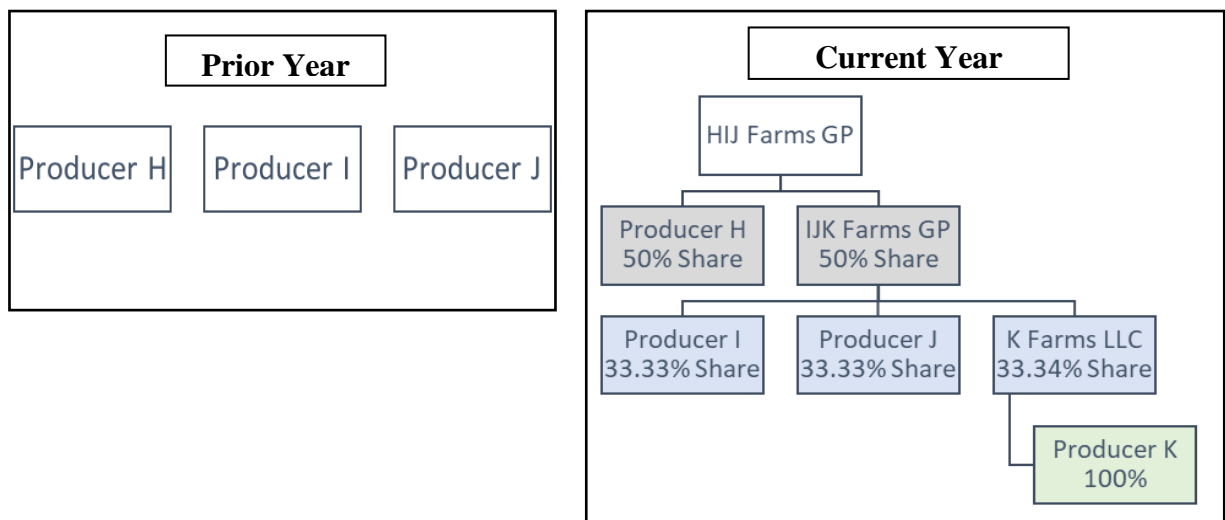 Prior Year
Producer H
Producer I
Producer J
Current Year
HIJ Farms GP
Producer H
50% Share
IJK Farms GP
50% Share
Producer I
33.33% Share
Producer J
33.33% Share
K Farms LLC
33.34% Share
Producer K
100%